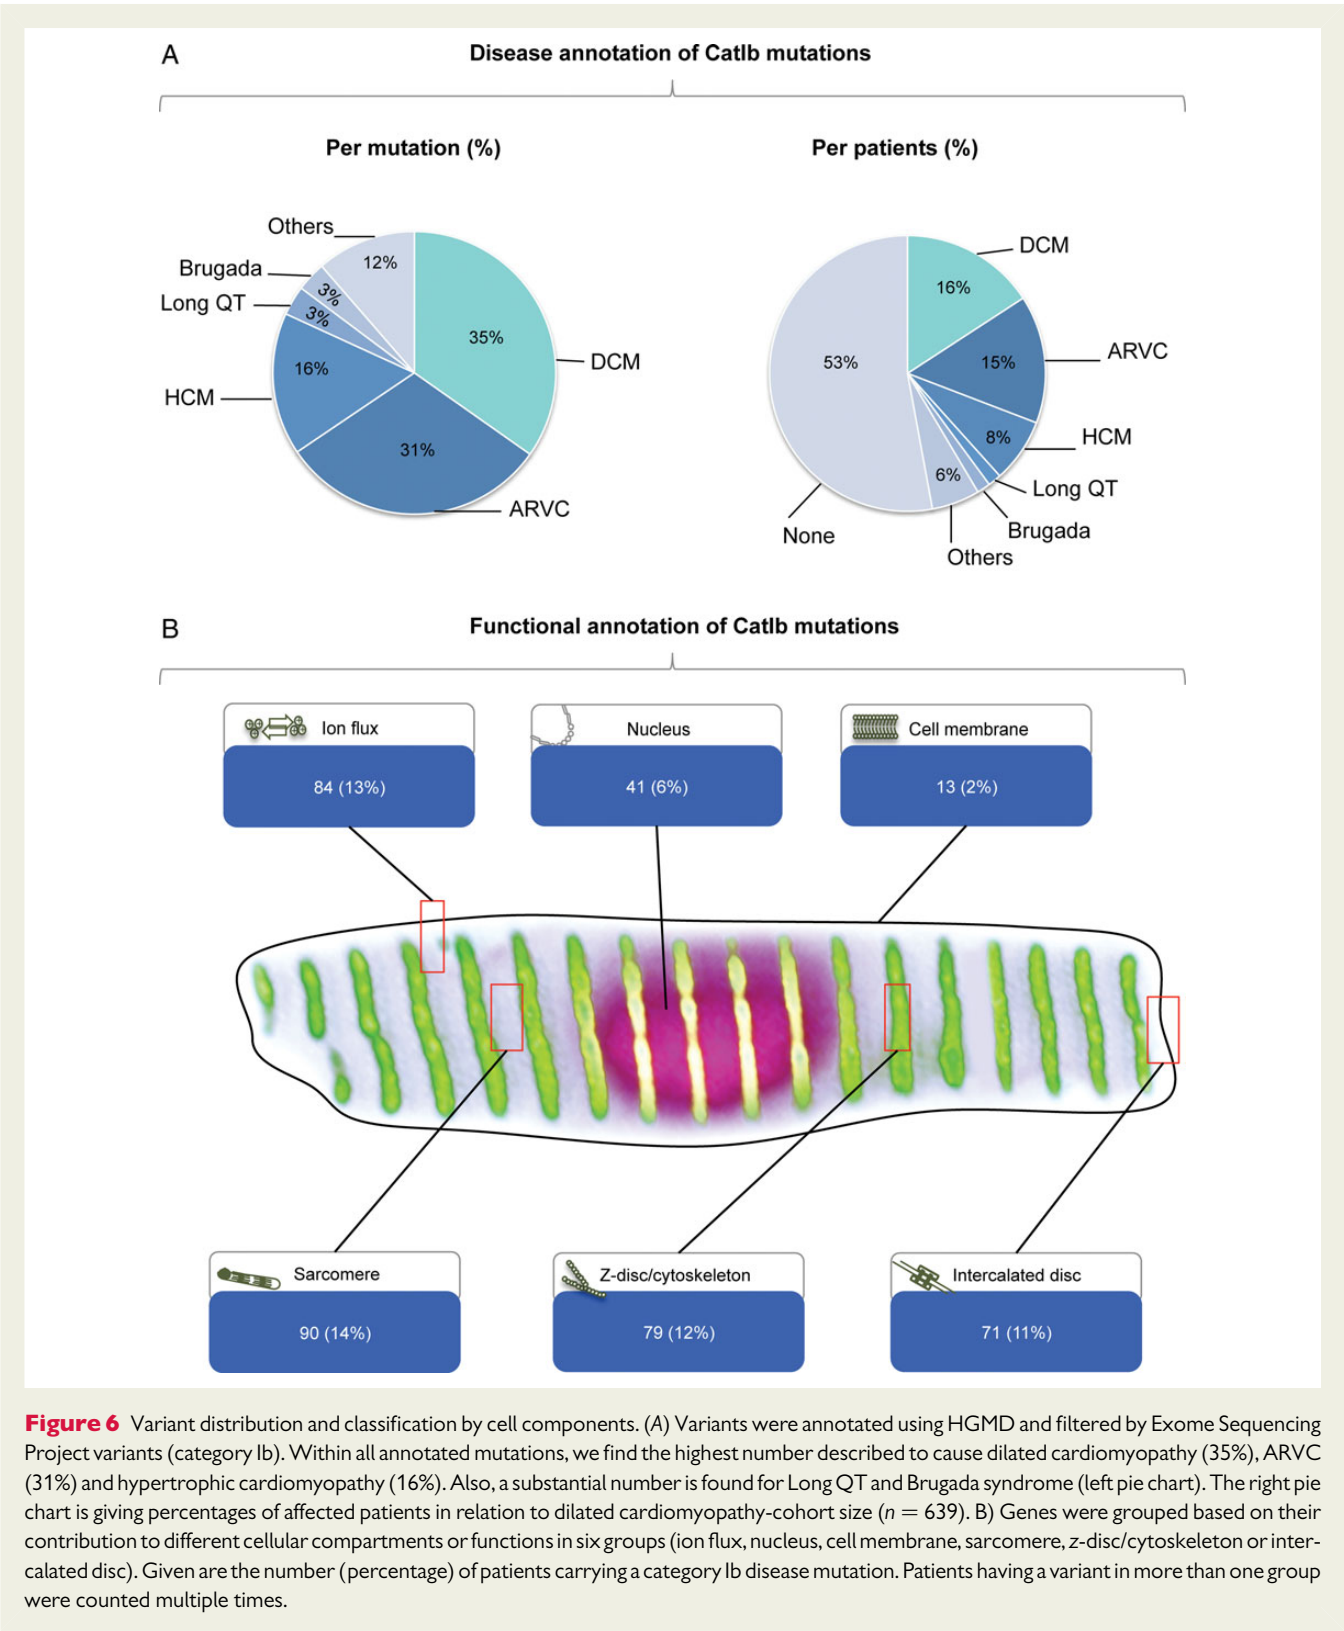 A
Disease annotation of CatIb mutations
Per mutation (%)
Per patients (%)
Others
12%
Brugada
3%
Long QT
3%
35%
DCM
16%
HCM
31%
ARVC
DCM
16%
ARVC
15%
53%
HCM
8%
6%
Long QT
None
Brugada
Others
B
Functional annotation of CatIb mutations
Ion flux
84 (13%)
Nucleus
41 (6%)
Cell membrane
13 (2%)
Sarcomere
90 (14%)
Z-disc/cytoskeleton
79 (12%)
Intercalated disc
71 (11%)
Figure 6 Variant distribution and classification by cell components. (A) Variants were annotated using HGMD and filtered by Exome Sequencing
Project variants (category Ib). Within all annotated mutations, we find the highest number described to cause dilated cardiomyopathy (35%), ARVC
(31%) and hypertrophic cardiomyopathy (16%). Also, a substantial number is found for Long QT and Brugada syndrome (left pie chart). The right pie
chart is giving percentages of affected patients in relation to dilated cardiomyopathy-cohort size (n = 639). B) Genes were grouped based on their
contribution to different cellular compartments or functions in six groups (ion flux, nucleus, cell membrane, sarcomere, z-disc/cytoskeleton or inter-
calated disc). Given are the number (percentage) of patients carrying a category Ib disease mutation. Patients having a variant in more than one group
were counted multiple times.